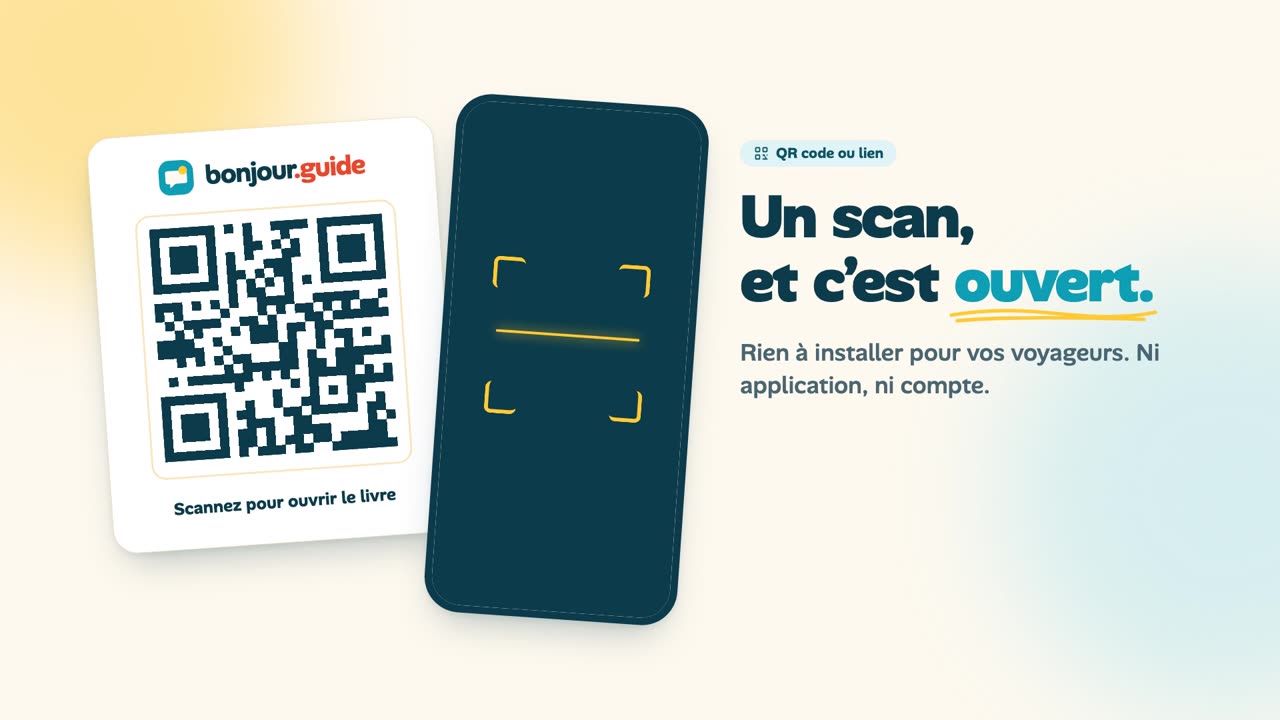 bonjour.guide
Scannez pour ouvrir le livre
QR code ou lien
Un scan,
et c’est ouvert.
Rien à installer pour vos voyageurs. Ni
application, ni compte.